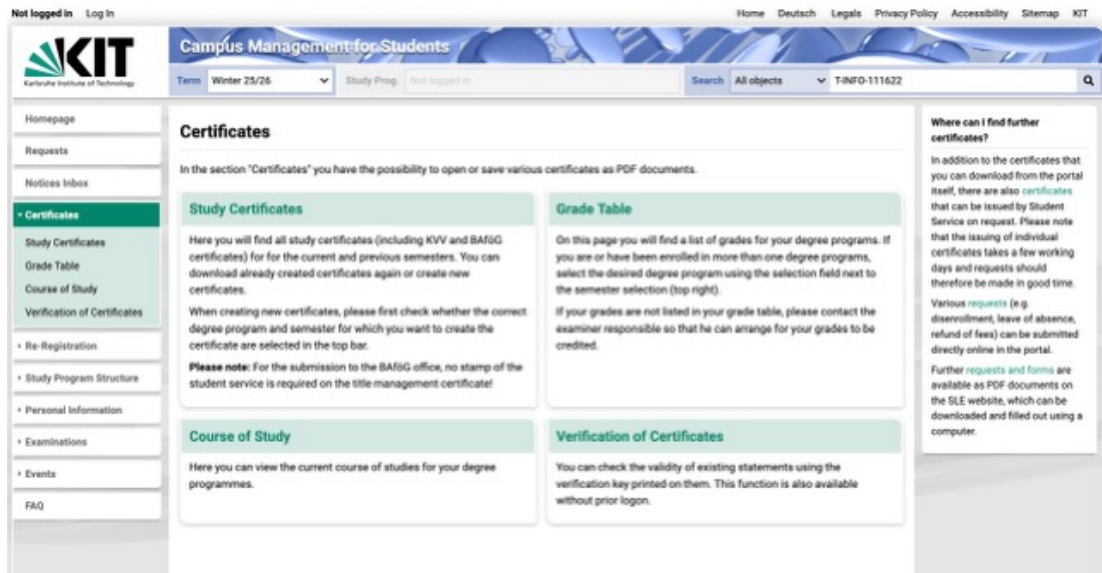 Not logged in Log In
Home Deutsch Legals Privacy Policy Accessibility Sitemap KIT
KIT
Karlsruhe Institute of Technology
Campus Management for Students
Term Winter 25/26 Study Prog. Not logged in Search All objects T-INFO-111622
Homepage
Requests
Notices Inbox
Certificates
Study Certificates
Grade Table
Course of Study
Verification of Certificates
Re-Registration
Study Program Structure
Personal Information
Examinations
Events
FAQ
Certificates
In the section "Certificates" you have the possibility to open or save various certificates as PDF documents.
Study Certificates
Here you will find all study certificates (including KVV and BAföG
certificates) for for the current and previous semesters. You can
download already created certificates again or create new
certificates.
When creating new certificates, please first check whether the correct
degree program and semester for which you want to create the
certificate are selected in the top bar.
Please note: For the submission to the BAföG office, no stamp of the
student service is required on the title management certificate!
Grade Table
On this page you will find a list of grades for your degree programs. If
you are or have been enrolled in more than one degree programs,
select the desired degree program using the selection field next to
the semester selection (top right).
If your grades are not listed in your grade table, please contact the
examiner responsible so that he can arrange for your grades to be
credited.
Course of Study
Here you can view the current course of studies for your degree
programmes.
Verification of Certificates
You can check the validity of existing statements using the
verification key printed on them. This function is also available
without prior logon.
Where can I find further
certificates?
In addition to the certificates that
you can download from the portal
itself, there are also certificates
that can be issued by Student
Service on request. Please note
that the issuing of individual
certificates takes a few working
days and requests should
therefore be made in good time.
Various requests (e.g.
disenrollment, leave of absence,
refund of fees) can be submitted
directly online in the portal.
Further requests and forms are
available as PDF documents on
the SLE website, which can be
downloaded and filled out using a
computer.